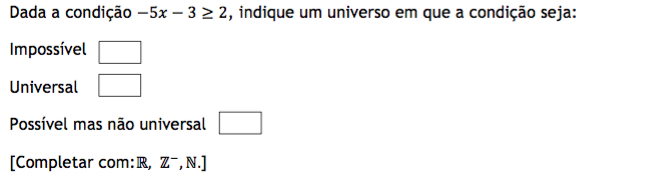 Dada a condição −5x − 3 ≥ 2, indique um universo em que a condição seja:
Impossível
Universal
Possível mas não universal
[Completar com:ℝ, ℤ⁻,ℕ.]